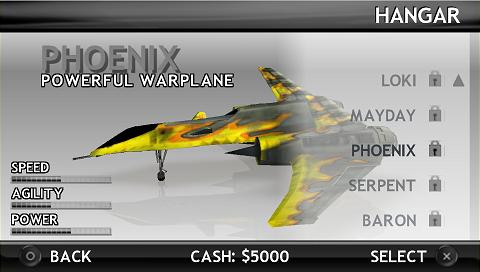 HANGAR
PHOENIX
POWERFUL WARPLANE
LOKI
MAYDAY
PHOENIX
SERPENT
BARON
SPEED
AGILITY
POWER
BACK
CASH: $5000
SELECT